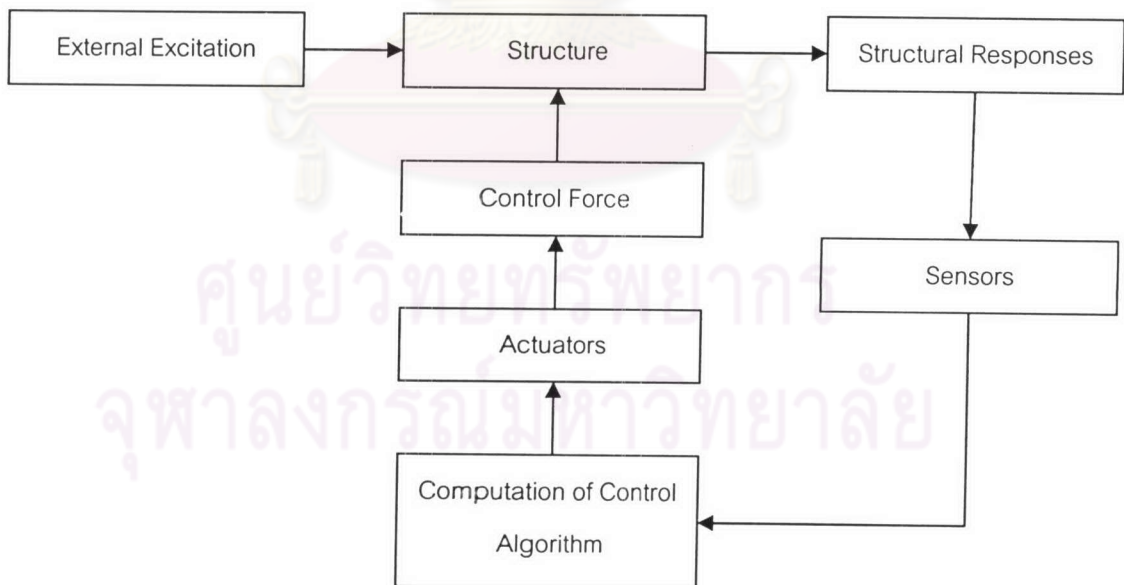 External Excitation
Structure
Structural Responses
Control Force
Sensors
Actuators
Computation of Control
Algorithm
ศูนย์วิทยทรัพยากร
จุฬาลงกรณ์มหาวิทยาลัย